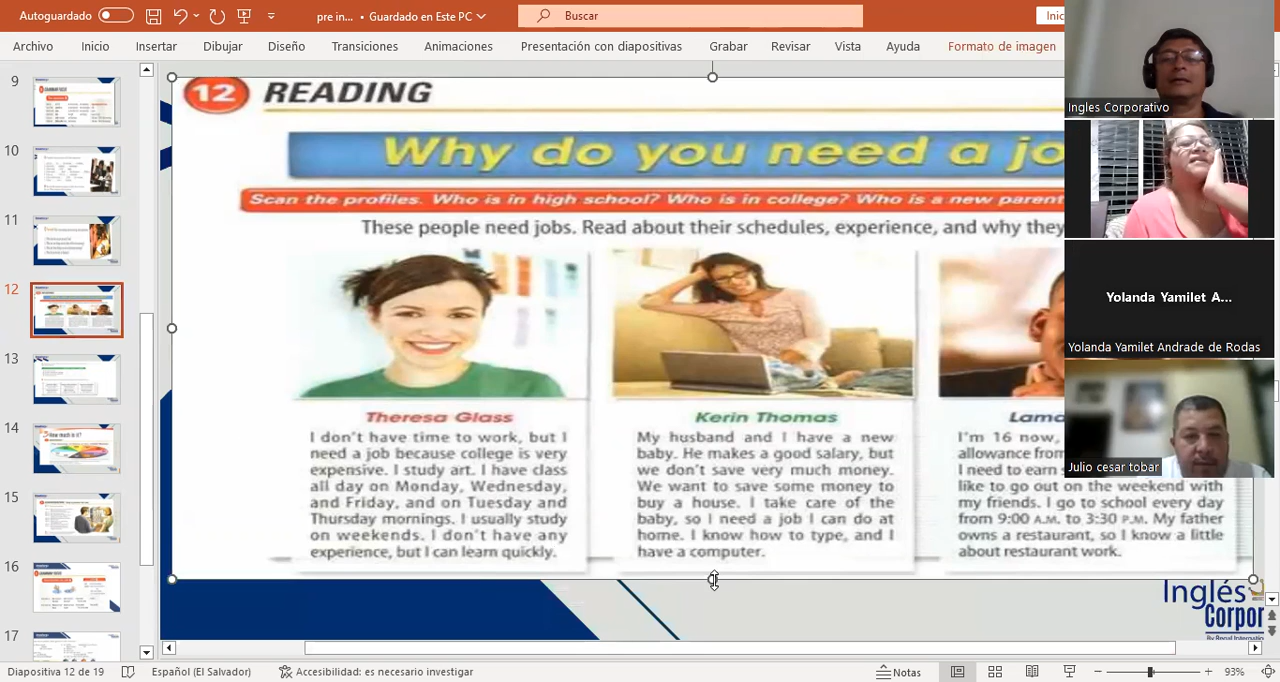 Autoguardado
pre in... • Guardado en Este PC
Buscar
Inic
Archivo Inicio Insertar Dibujar Diseño Transiciones Animaciones Presentación con diapositivas Grabar Revisar Vista Ayuda Formato de imagen
9
10
11
12
13
14
15
16
17
12 READING
Why do you need a jo
Scan the profiles. Who is in high school? Who is in college? Who is a new parent
These people need jobs. Read about their schedules, experience, and why they
Theresa Glass
I don't have time to work, but I
need a job because college is very
expensive. I study art. I have class
all day on Monday, Wednesday,
and Friday, and on Tuesday and
Thursday mornings. I usually study
on weekends. I don't have any
experience, but I can learn quickly.
Kerin Thomas
My husband and I have a new
baby. He makes a good salary, but
we don't save very much money.
We want to save some money to
buy a house. I take care of the
baby, so I need a job I can do at
home. I know how to type, and I
have a computer.
Lama
I'm 16 now,
allowance from
I need to earn
like to go out on the weekend with
my friends. I go to school every day
from 9:00 A.M. to 3:30 P.M. My father
owns a restaurant, so I know a little
about restaurant work.
Inglés
Corpor
Ingles Corporativo
Yolanda Yamilet A...
Yolanda Yamilet Andrade de Rodas
Julio cesar tobar
Diapositiva 12 de 19 Español (El Salvador) Accesibilidad: es necesario investigar Notas 93%